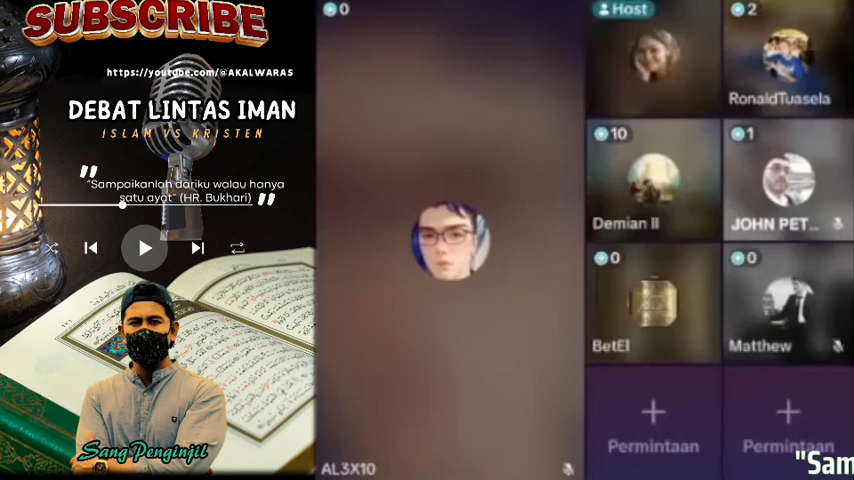 SUBSCRIBE
https://youtube.com/@AKALWARAS
DEBAT LINTAS IMAN
ISLAM VS KRISTEN
"Sampaikanlah dariku walau hanya
satu ayat" (HR. Bukhari)
Sang Penginjil
0
AL3X10
Host
2
RonaldTuasela
10
Demian II
1
JOHN PET...
0
BetEl
0
Matthew
Permintaan
Permintaan
"Sam